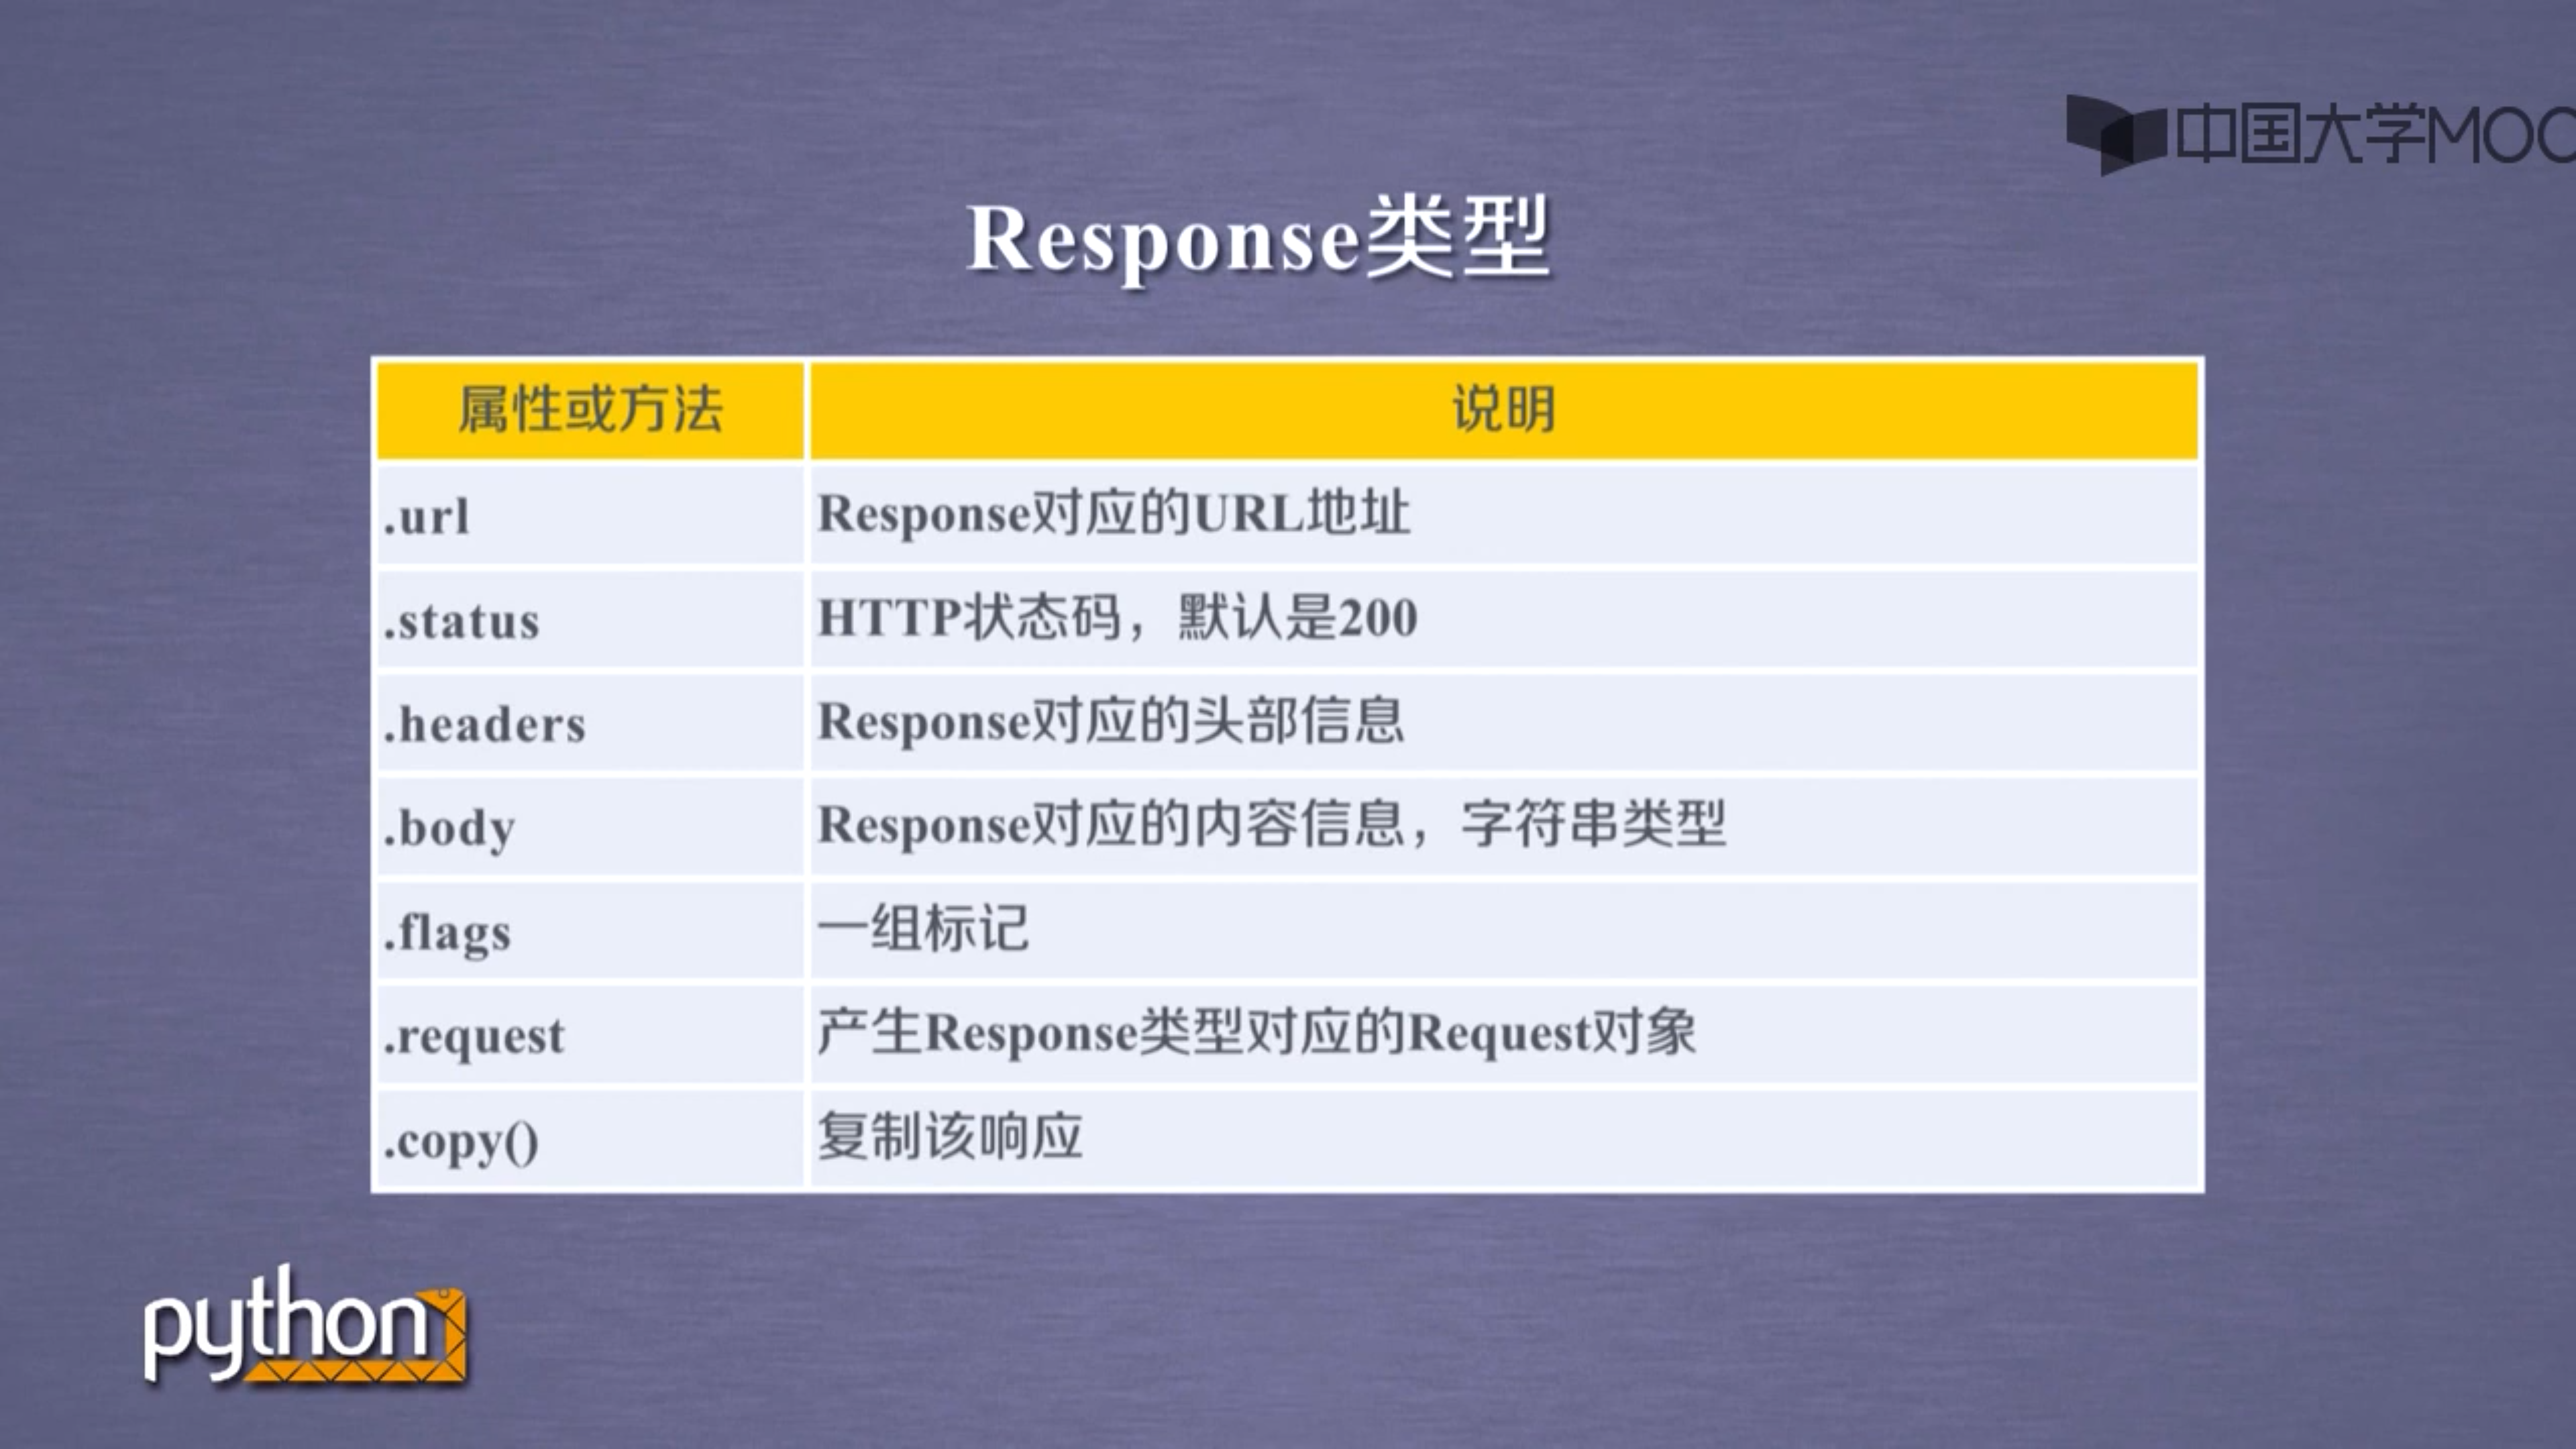 中国大学MOO
Response类型
属性或方法 说明
.url Response对应的URL地址
.status HTTP状态码，默认是200
.headers Response对应的头部信息
.body Response对应的内容信息，字符串类型
.flags 一组标记
.request 产生Response类型对应的Request对象
.copy() 复制该响应
python